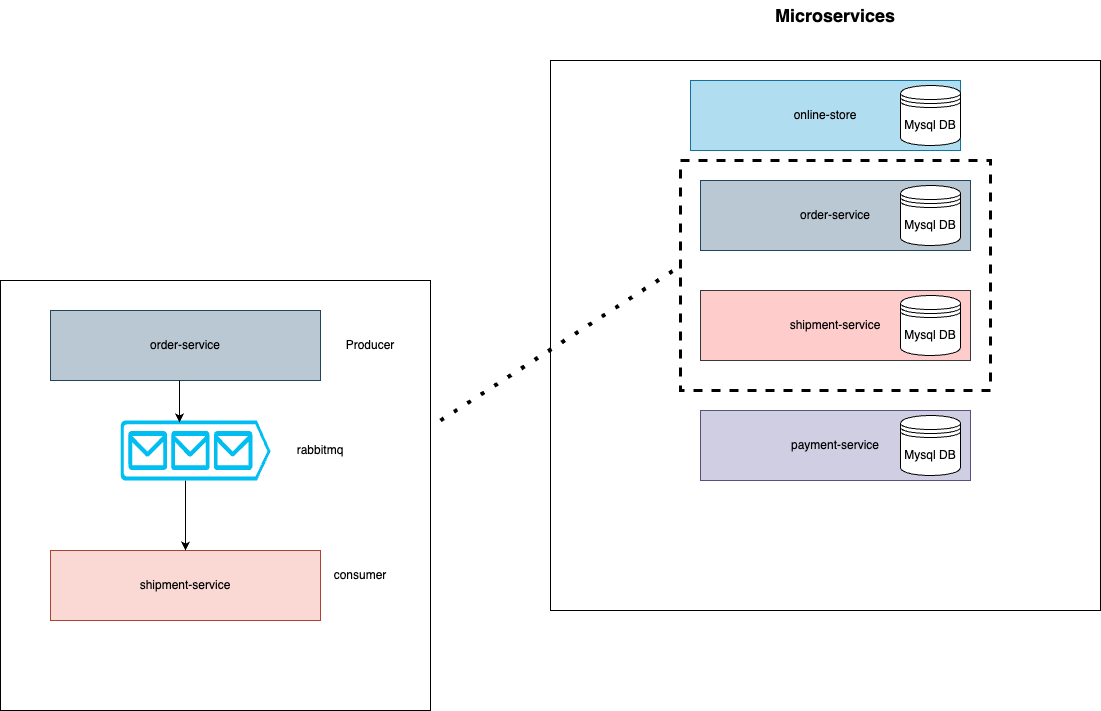 Microservices
online-store
Mysql DB
order-service
Mysql DB
shipment-service
Mysql DB
payment-service
Mysql DB
order-service
Producer
rabbitmq
shipment-service
consumer